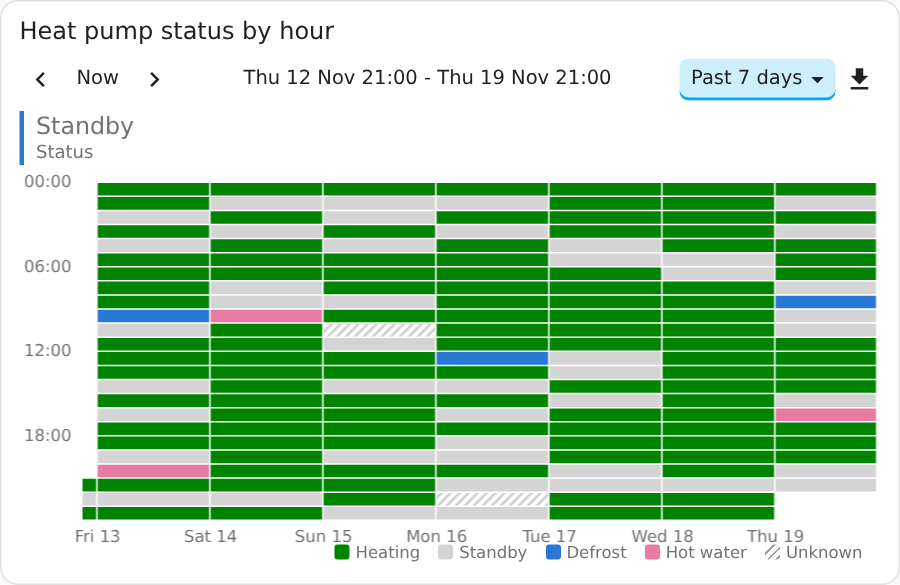 Heat pump status by hour
Now
Thu 12 Nov 21:00 - Thu 19 Nov 21:00
Past 7 days
Standby
Status
00:00
06:00
12:00
18:00
Fri 13 Sat 14 Sun 15 Mon 16 Tue 17 Wed 18 Thu 19
Heating Standby Defrost Hot water Unknown